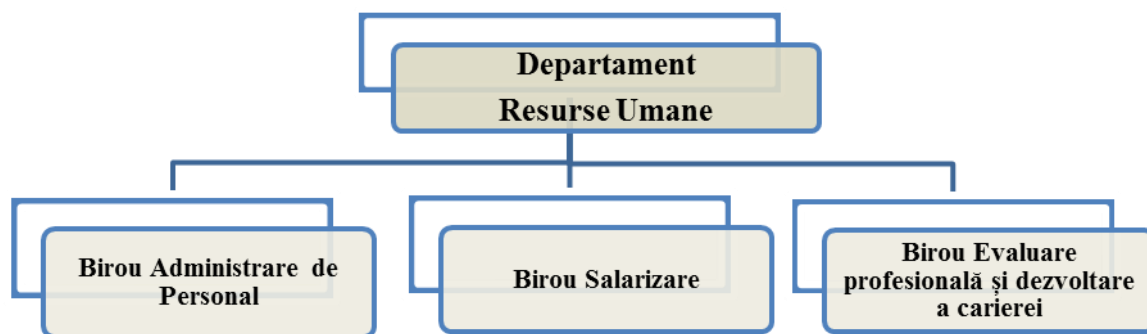 Departament
Resurse Umane
Birou Administrare de
Personal
Birou Salarizare
Birou Evaluare
profesională și dezvoltare
a carierei